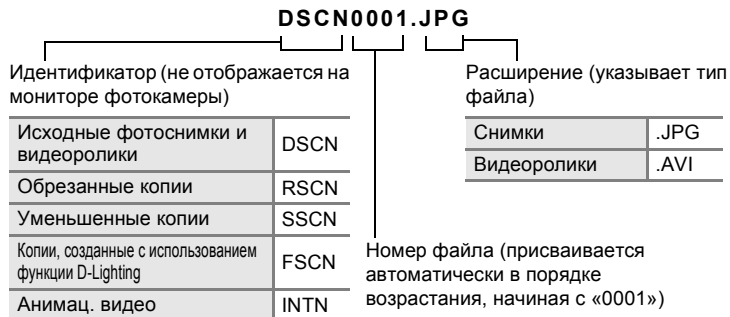 DSCN0001.JPG
Идентификатор (не отображается на
мониторе фотокамеры)
Исходные фотоснимки и
видеоролики
DSCN
Обрезанные копии
RSCN
Уменьшенные копии
SSCN
Копии, созданные с использованием
функции D-Lighting
FSCN
Анимац. видео
INTN
Расширение (указывает тип
файла)
Снимки
.JPG
Видеоролики
.AVI
Номер файла (присваивается
автоматически в порядке
возрастания, начиная с «0001»)